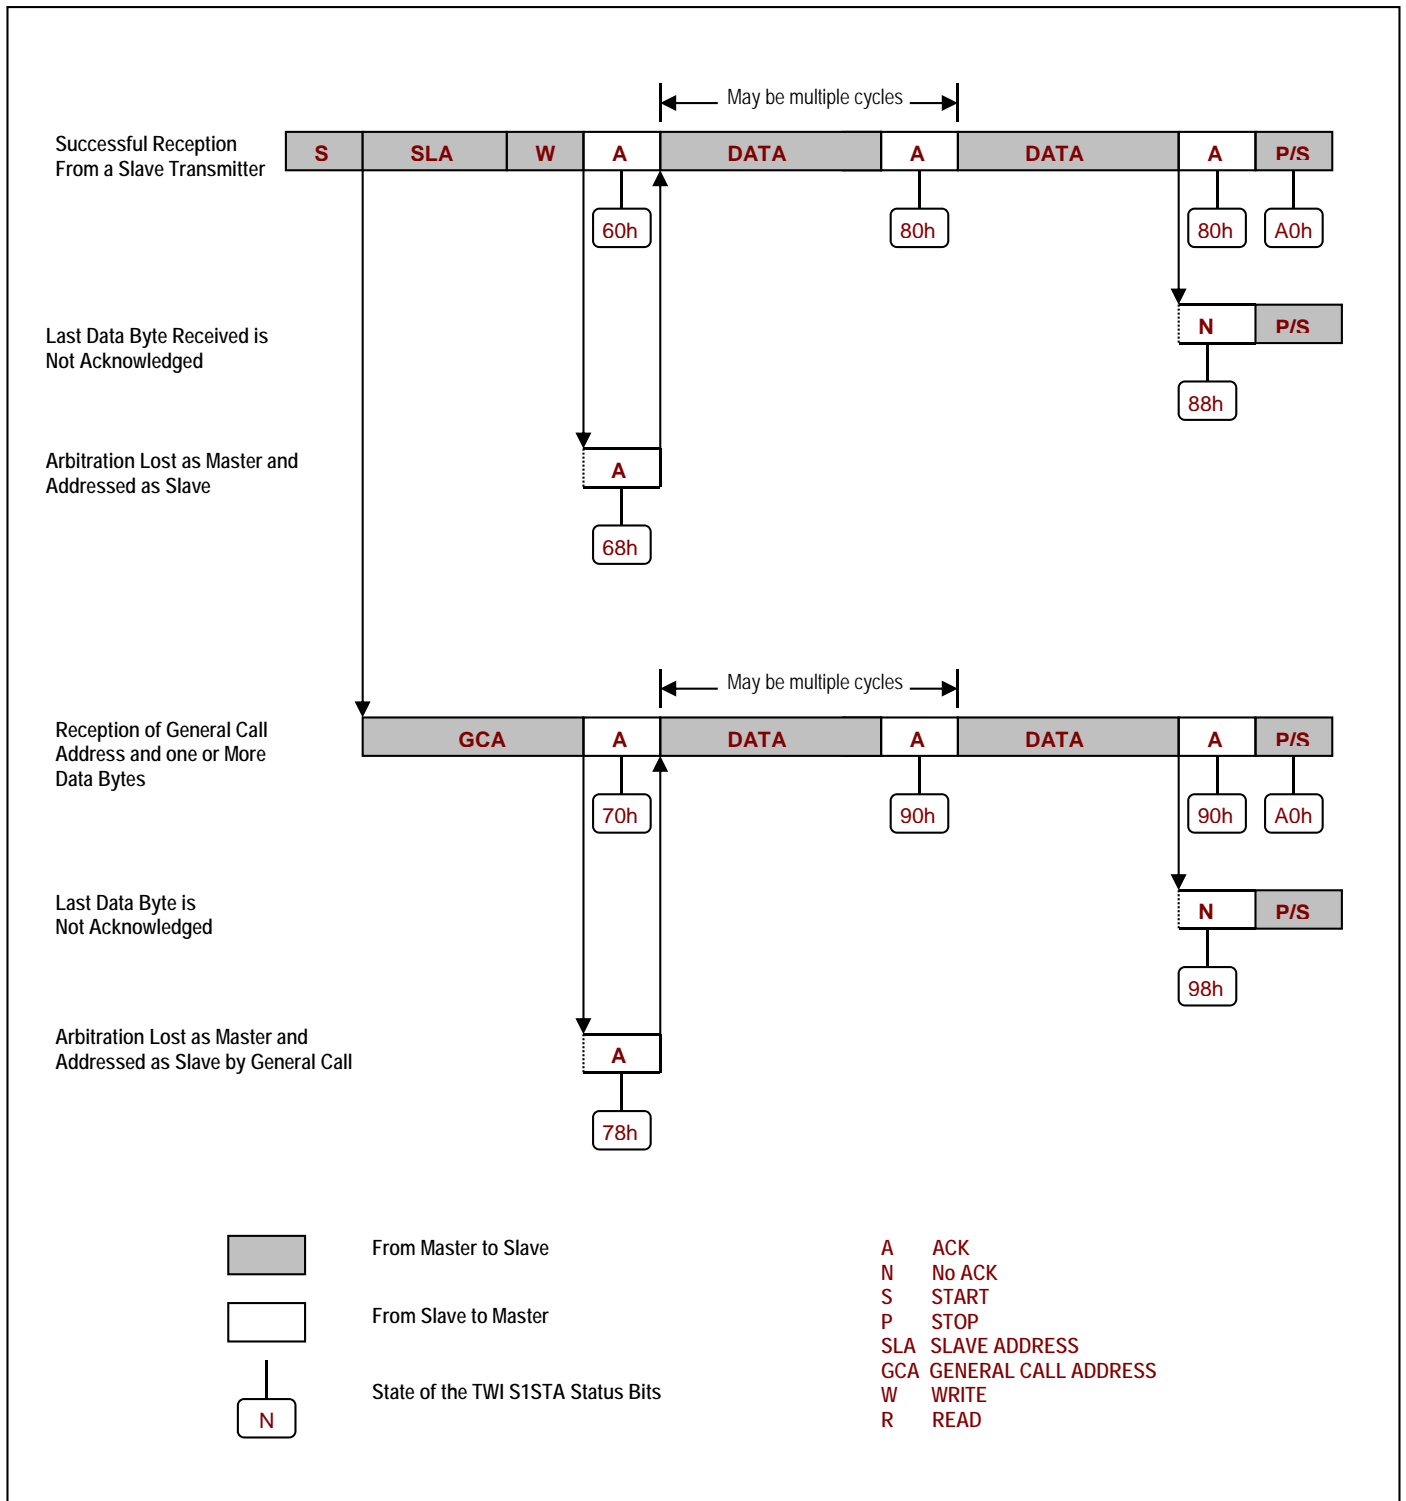 May be multiple cycles
Successful Reception
From a Slave Transmitter
S SLA W A DATA A DATA A P/S
60h 80h 80h A0h
Last Data Byte Received is
Not Acknowledged
N P/S
88h
Arbitration Lost as Master and
Addressed as Slave
A
68h
May be multiple cycles
Reception of General Call
Address and one or More
Data Bytes
GCA A DATA A DATA A P/S
70h 90h 90h A0h
Last Data Byte is
Not Acknowledged
N P/S
98h
Arbitration Lost as Master and
Addressed as Slave by General Call
A
78h
From Master to Slave
From Slave to Master
N State of the TWI S1STA Status Bits
A ACK
N No ACK
S START
P STOP
SLA SLAVE ADDRESS
GCA GENERAL CALL ADDRESS
W WRITE
R READ